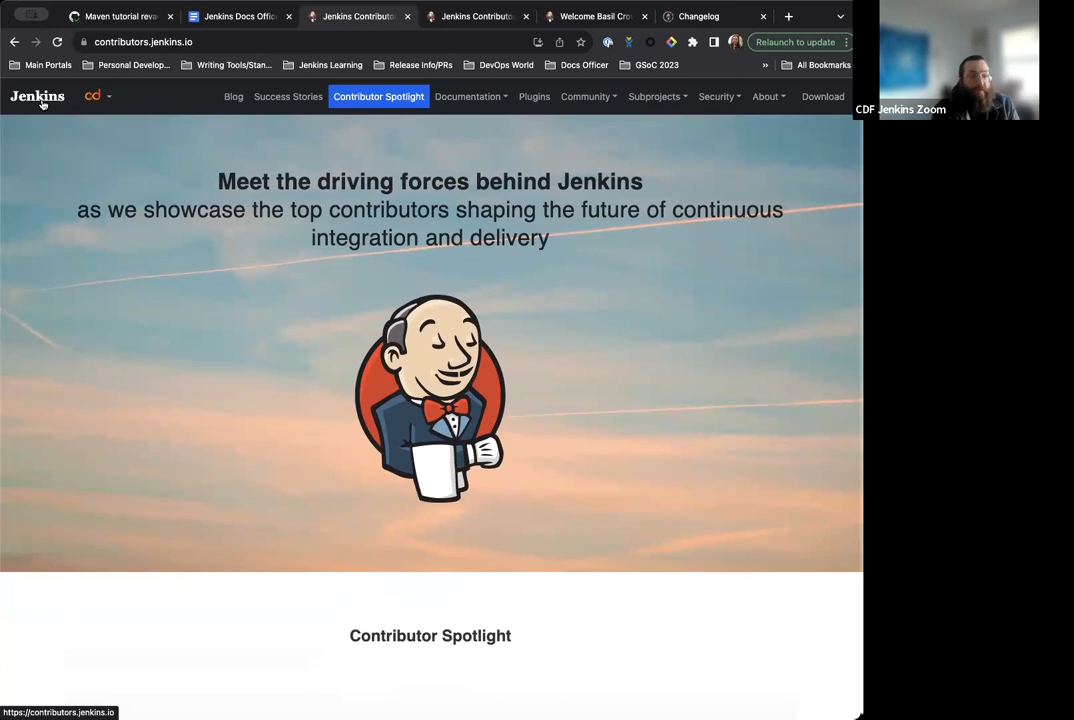 Maven tutorial reva
Jenkins Docs Offic
Jenkins Contributo
Jenkins Contributor
Welcome Basil Cro
Changelog
contributors.jenkins.io
Relaunch to update
Main Portals
Personal Develop...
Writing Tools/Stan...
Jenkins Learning
Release Info/PRs
DevOps World
Docs Officer
GSoC 2023
»
All Bookmarks
Jenkins
cd
Blog
Success Stories
Contributor Spotlight
Documentation
Plugins
Community
Subprojects
Security
About
Download
CDF Jenkins Zoom
Meet the driving forces behind Jenkins
as we showcase the top contributors shaping the future of continuous
integration and delivery
Contributor Spotlight
https://contributors.jenkins.io